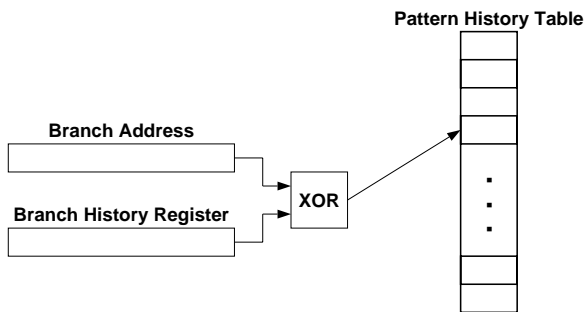 Pattern History Table
Branch Address
XOR
Branch History Register